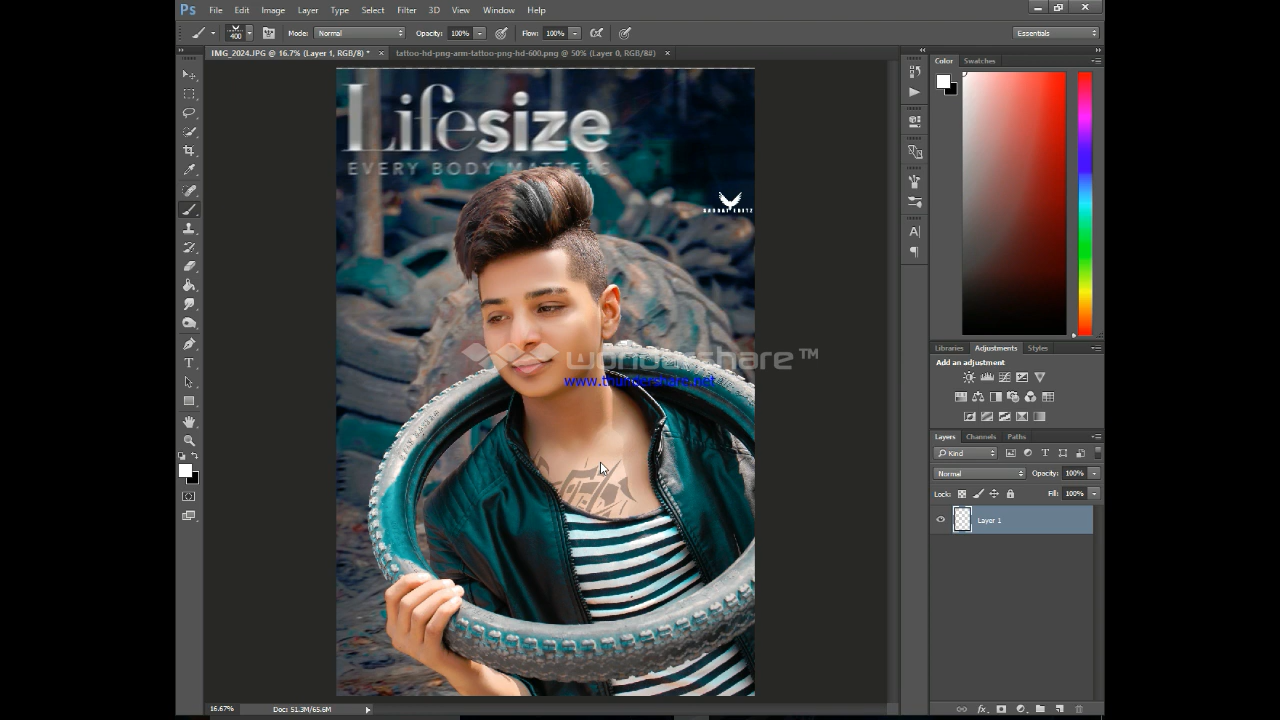 Ps File Edit Image Layer Type Select Filter 3D View Window Help
400 Mode: Normal Opacity: 100% Flow: 100% Essentials
IMG_2024.JPG @ 16.7% (Layer 1, RGB/8) * × tattoo-hd-png-arm-tattoo-png-hd-600.png @ 50% (Layer 0, RGB/8#) ×
Color Swatches
Lifesize
EVERY BODY MATTERS
wondershare™
www.thundershare.net
Libraries Adjustments Styles
Add an adjustment
Layers Channels Paths
Kind
Normal Opacity: 100%
Lock: Fill: 100%
Layer 1
16.67% Doc: 51.3M/65.6M